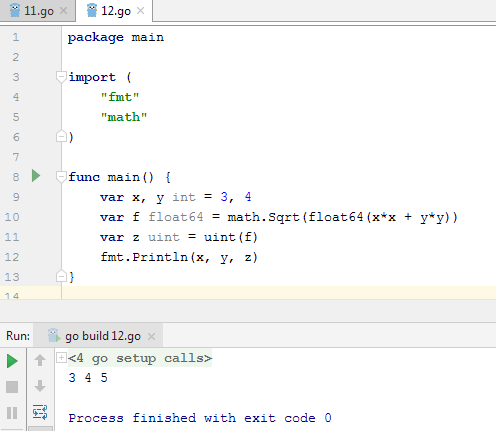 11.go × 12.go ×
1 package main
2
3 import (
4 "fmt"
5 "math"
6 )
7
8 func main() {
9 var x, y int = 3, 4
10 var f float64 = math.Sqrt(float64(x*x + y*y))
11 var z uint = uint(f)
12 fmt.Println(x, y, z)
13 }
14
Run: go build 12.go ×
<4 go setup calls>
3 4 5
Process finished with exit code 0